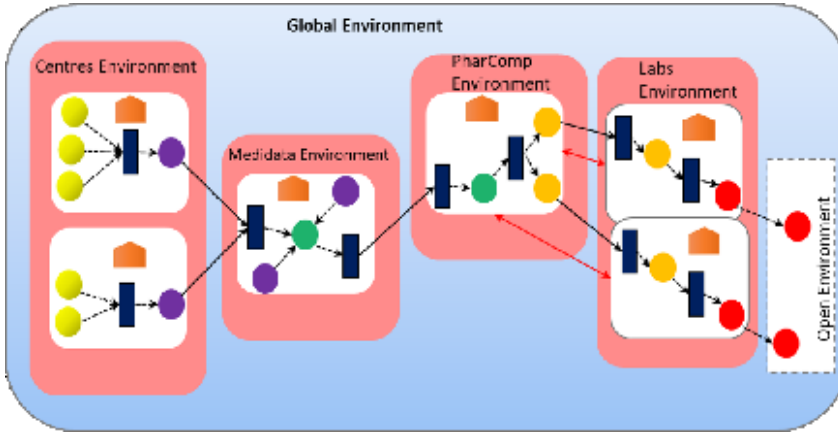 Global Environment
Centres Environment
Medidata Environment
PharComp
Environment
Labs
Environment
Open Environment